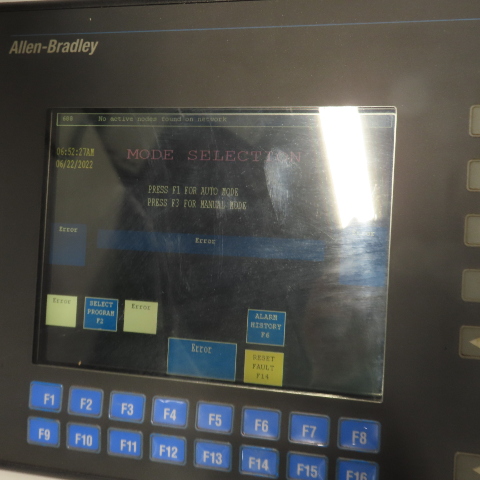 Allen-Bradley
No active nodes found on network
06:52:27AM
06/22/2022
MODE SELECTION
PRESS F1 FOR AUTO MODE
PRESS F3 FOR MANUAL MODE
Error
Error
Error
Error
SELECT
PROGRAM
F2
Error
ALARM
HISTORY
F6
Error
RESET
FAULT
F14
F1 F2 F3 F4 F5 F6 F7 F8
F9 F10 F11 F12 F13 F14 F15 F16